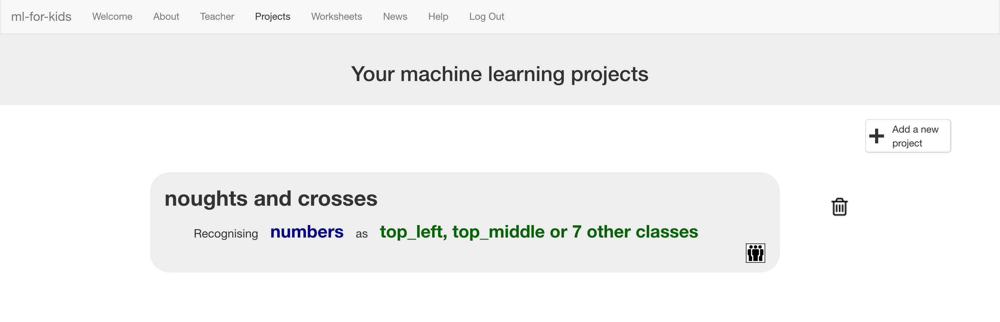 ml-for-kids Welcome About Teacher Projects Worksheets News Help Log Out
Your machine learning projects
Add a new
project
noughts and crosses
Recognising numbers as top_left, top_middle or 7 other classes